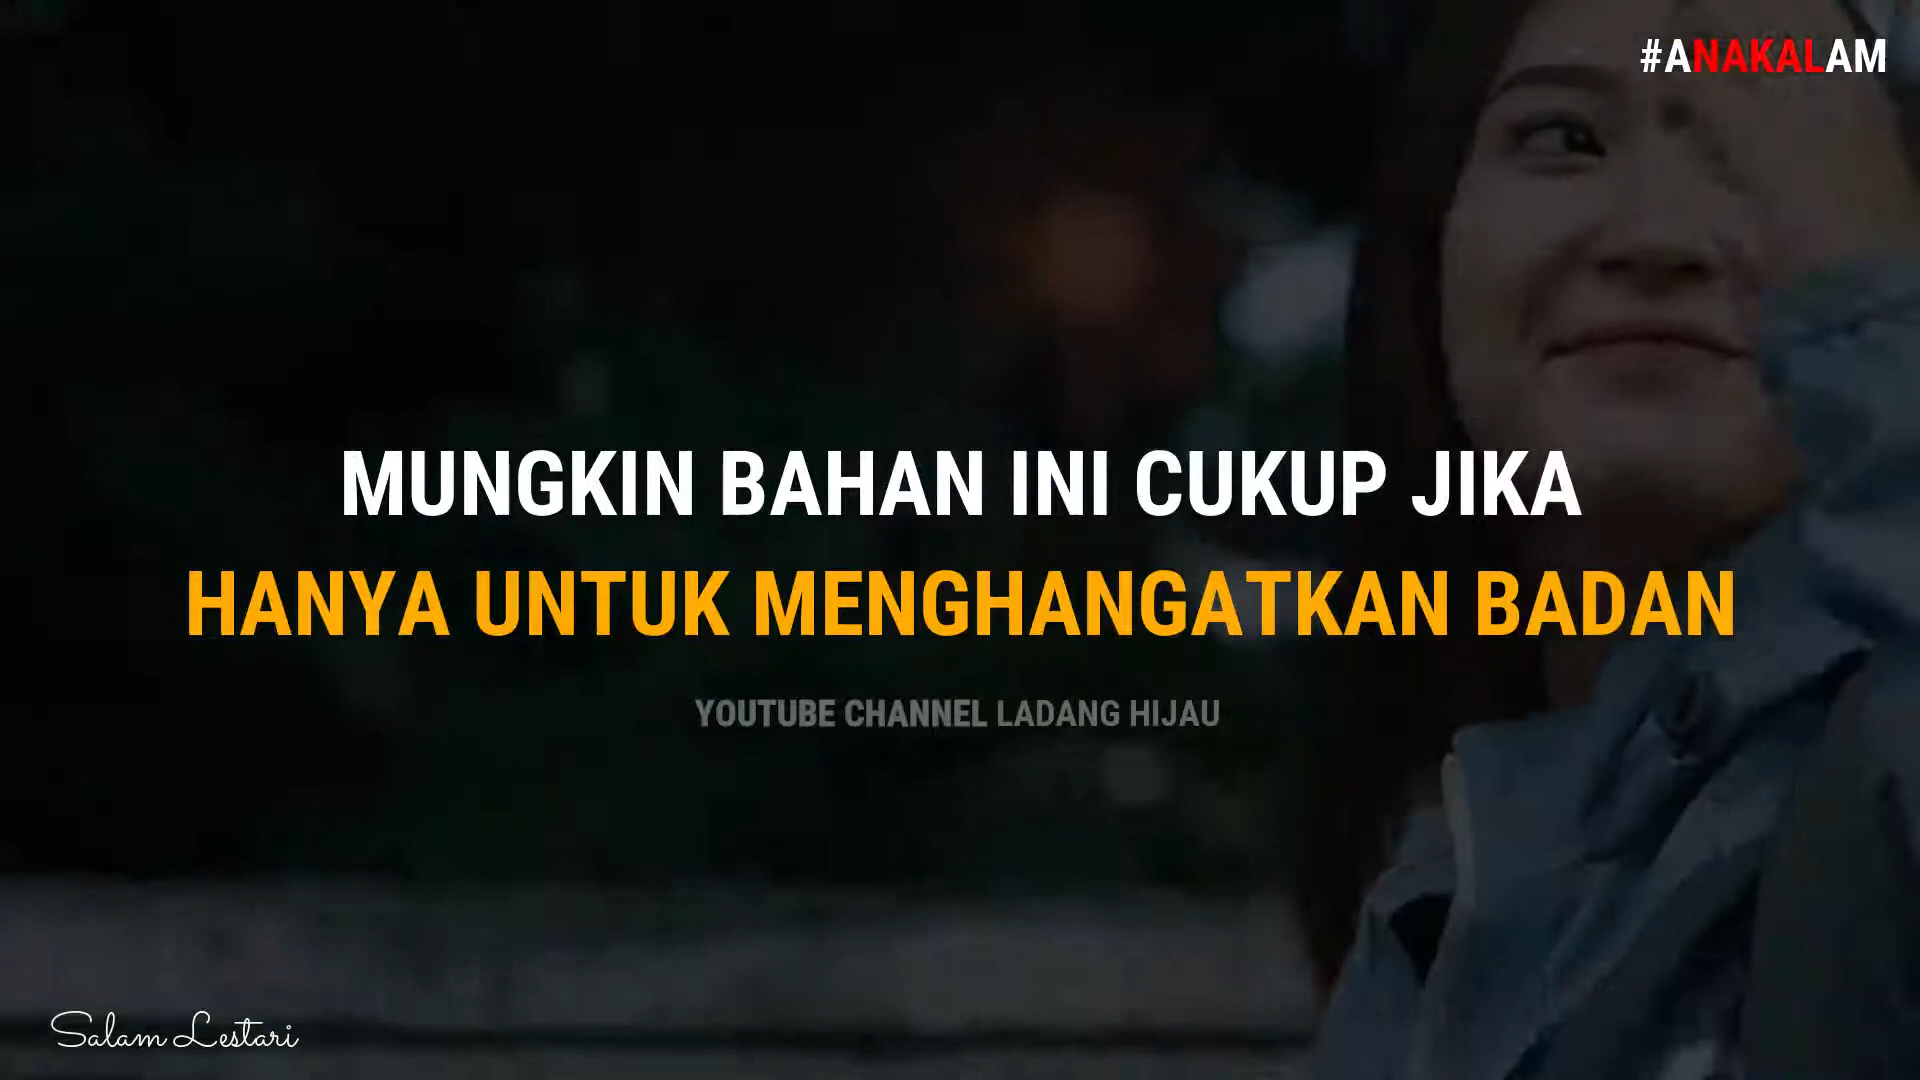 #ANAKALAM
MUNGKIN BAHAN INI CUKUP JIKA
HANYA UNTUK MENGHANGATKAN BADAN
YOUTUBE CHANNEL LADANG HIJAU
Salam Lestari